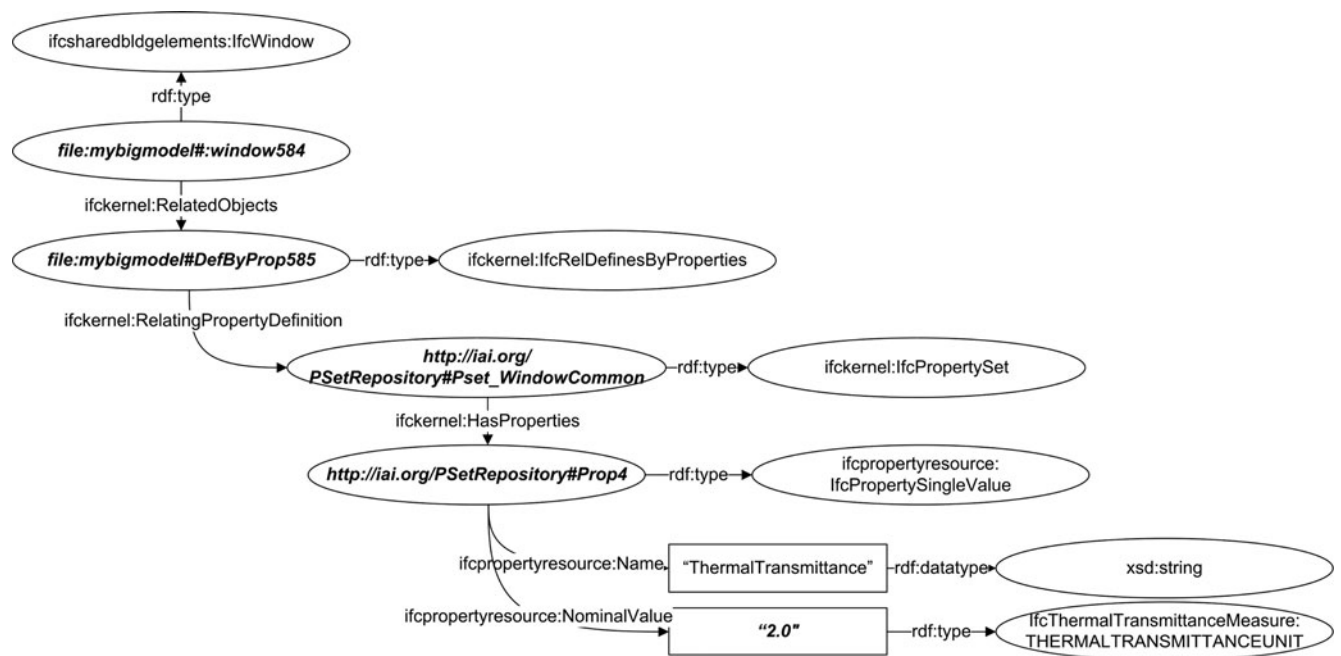 ifcsharedbldgelements:IfcWindow
rdf:type
file:mybigmodel#:window584
ifckernel:RelatedObjects
file:mybigmodel#DefByProp585
rdf:type
ifckernel:IfcRelDefinesByProperties
ifckernel:RelatingPropertyDefinition
http://iai.org/
PSetRepository#Pset_WindowCommon
rdf:type
ifckernel:IfcPropertySet
ifckernel:HasProperties
http://iai.org/PSetRepository#Prop4
rdf:type
ifcpropertyresource:
IfcPropertySingleValue
ifcpropertyresource:Name
“ThermalTransmittance”
rdf:datatype
xsd:string
ifcpropertyresource:NominalValue
“2.0"
rdf:type
IfcThermalTransmittanceMeasure:
THERMALTRANSMITTANCEUNIT